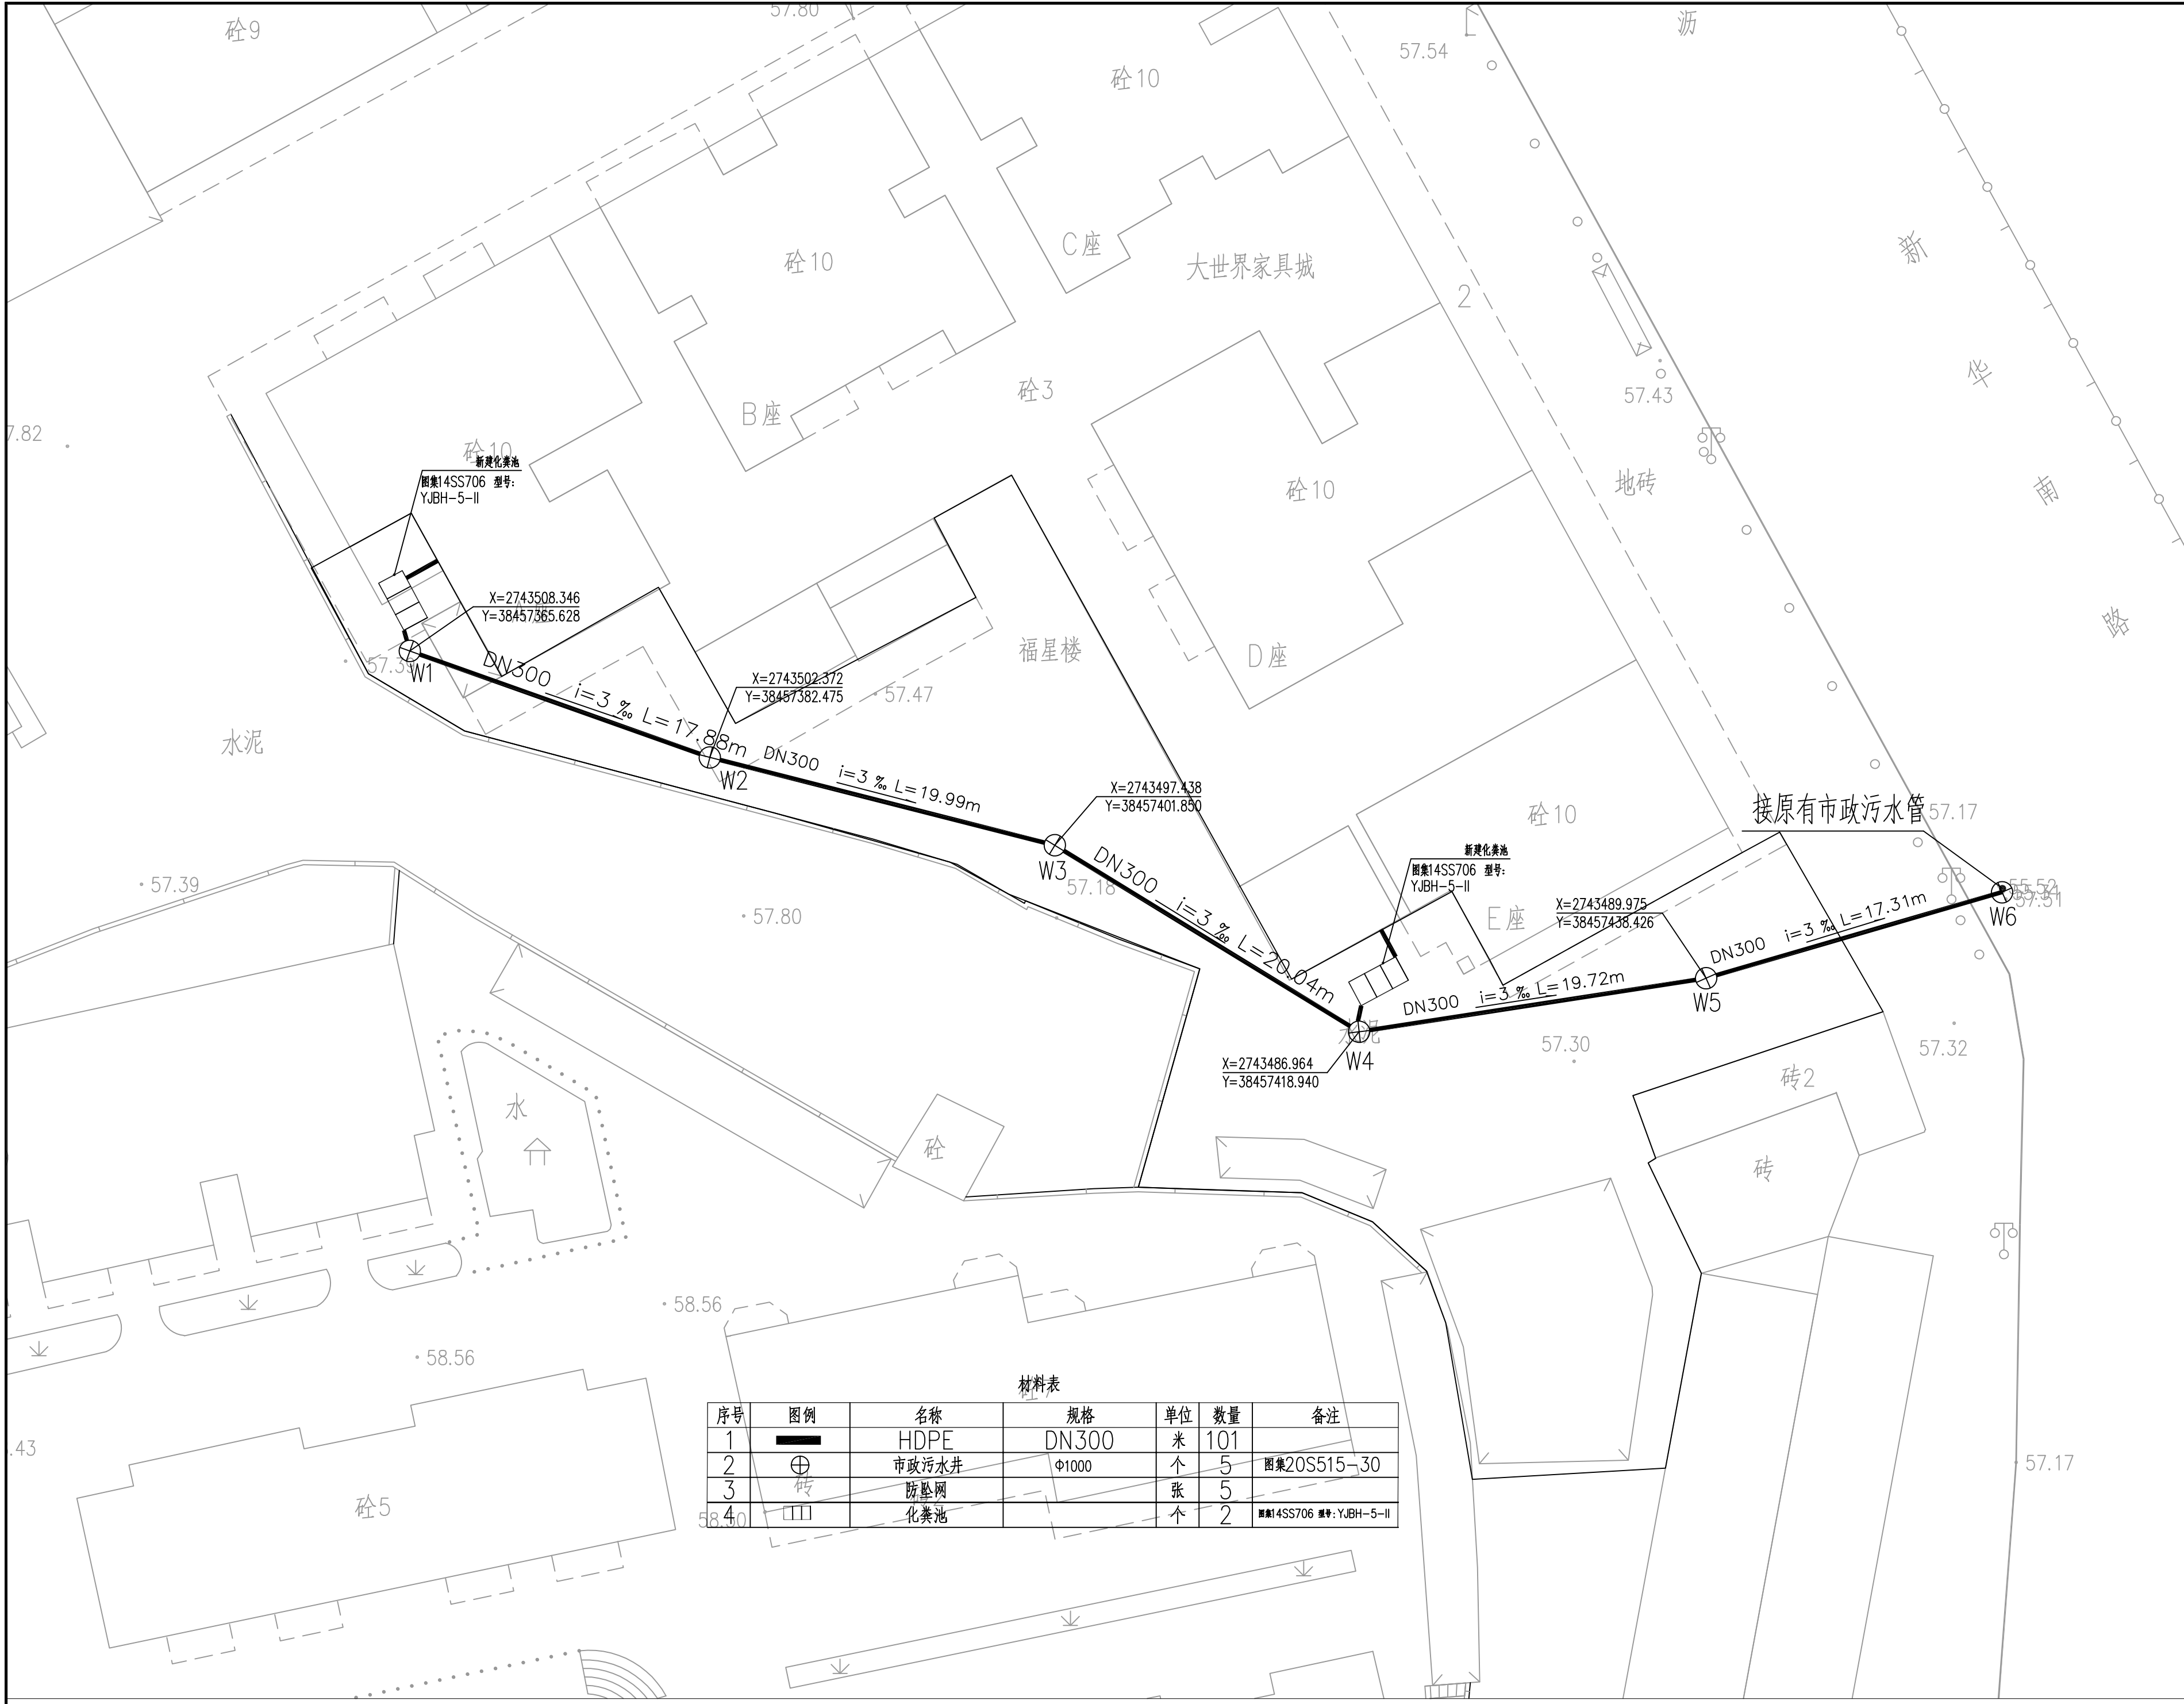 砼9
57.80
砼10
57.54
沥
新
华
南
路
砼10
C座
大世界家具城
2
57.43
砼3
B座
砼10
7.82
新建化粪池
图集14SS706 型号:
YJBH-5-II
砼10
地砖
X=2743508.346
Y=38457365.628
W1
DN300 i=3 ‰ L=17.88m
X=2743502.372
Y=38457382.475
57.47
福星楼
D座
水泥
W2
DN300 i=3 ‰ L=19.99m
X=2743497.438
Y=38457401.850
W3
57.18
DN300 i=3 ‰ L=20.04m
砼10
接原有市政污水管
57.17
新建化粪池
图集14SS706 型号:
YJBH-5-II
E座
X=2743489.975
Y=38457438.426
57.39
57.80
DN300 i=3 ‰ L=17.31m
W6
DN300 i=3 ‰ L=19.72m
W5
水泥
W4
X=2743486.964
Y=38457418.940
57.30
57.32
砖2
砖
水
砼
58.56
58.56
砼5
.43
57.17
材料表
序号 图例 名称 规格 单位 数量 备注
1 HDPE DN300 米 101
2 市政污水井 Φ1000 个 5 图集20S515-30
3 防坠网 张 5
4 化粪池 个 2 图集14SS706 型号:YJBH-5-II
砖